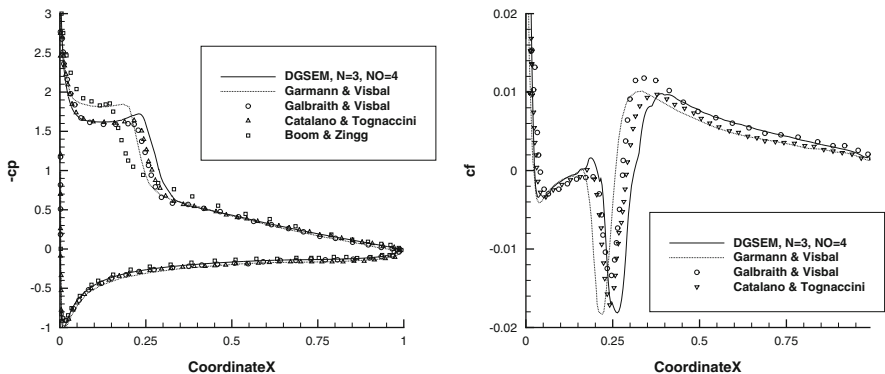 3
2.5
2
1.5
1
0.5
0
-0.5
-1
-cp
0
0.25
0.5
0.75
1
CoordinateX
DGSEM, N=3, NO=4
Garmann & Visbal
Galbraith & Visbal
Catalano & Tognaccini
Boom & Zingg
0.02
0.01
0
-0.01
-0.02
cf
0
0.25
0.5
0.75
CoordinateX
DGSEM, N=3, NO=4
Garmann & Visbal
Galbraith & Visbal
Catalano & Tognaccini